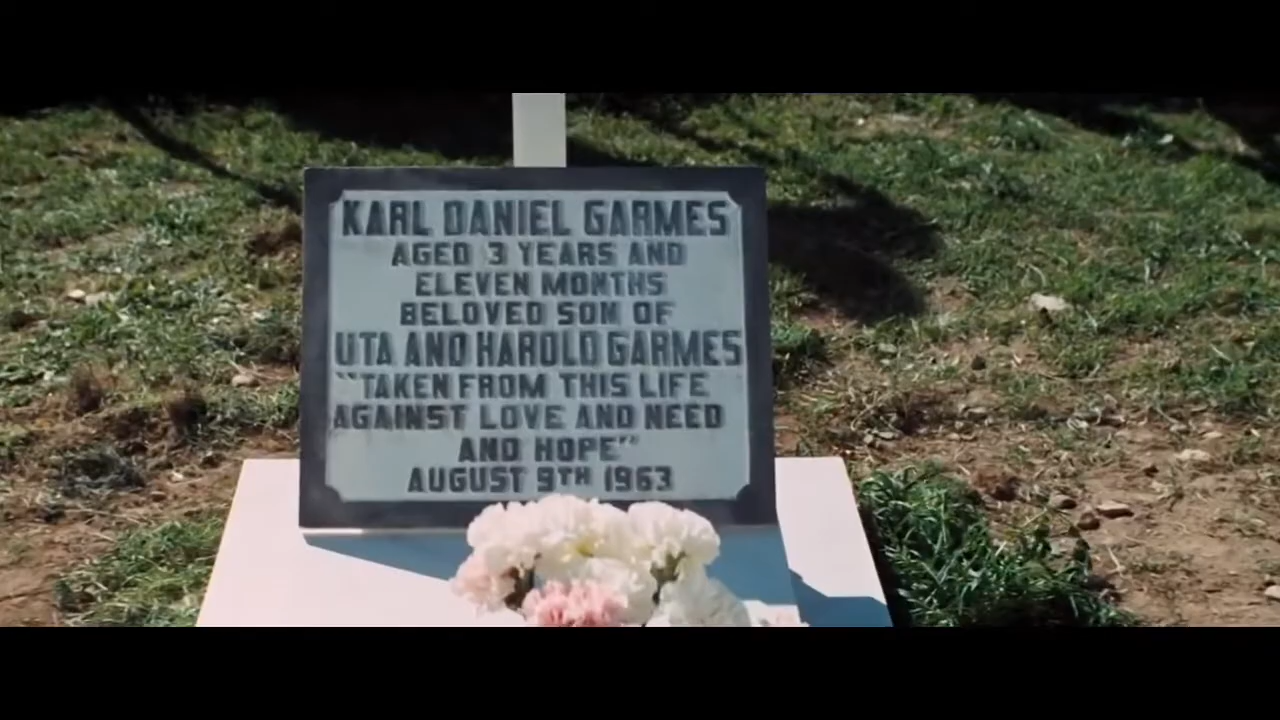 KARL DANIEL GARMES
AGED 3 YEARS AND
ELEVEN MONTHS
BELOVED SON OF
UTA AND HAROLD GARMES
"TAKEN FROM THIS LIFE
AGAINST LOVE AND NEED
AND HOPE"
AUGUST 9TH 1963